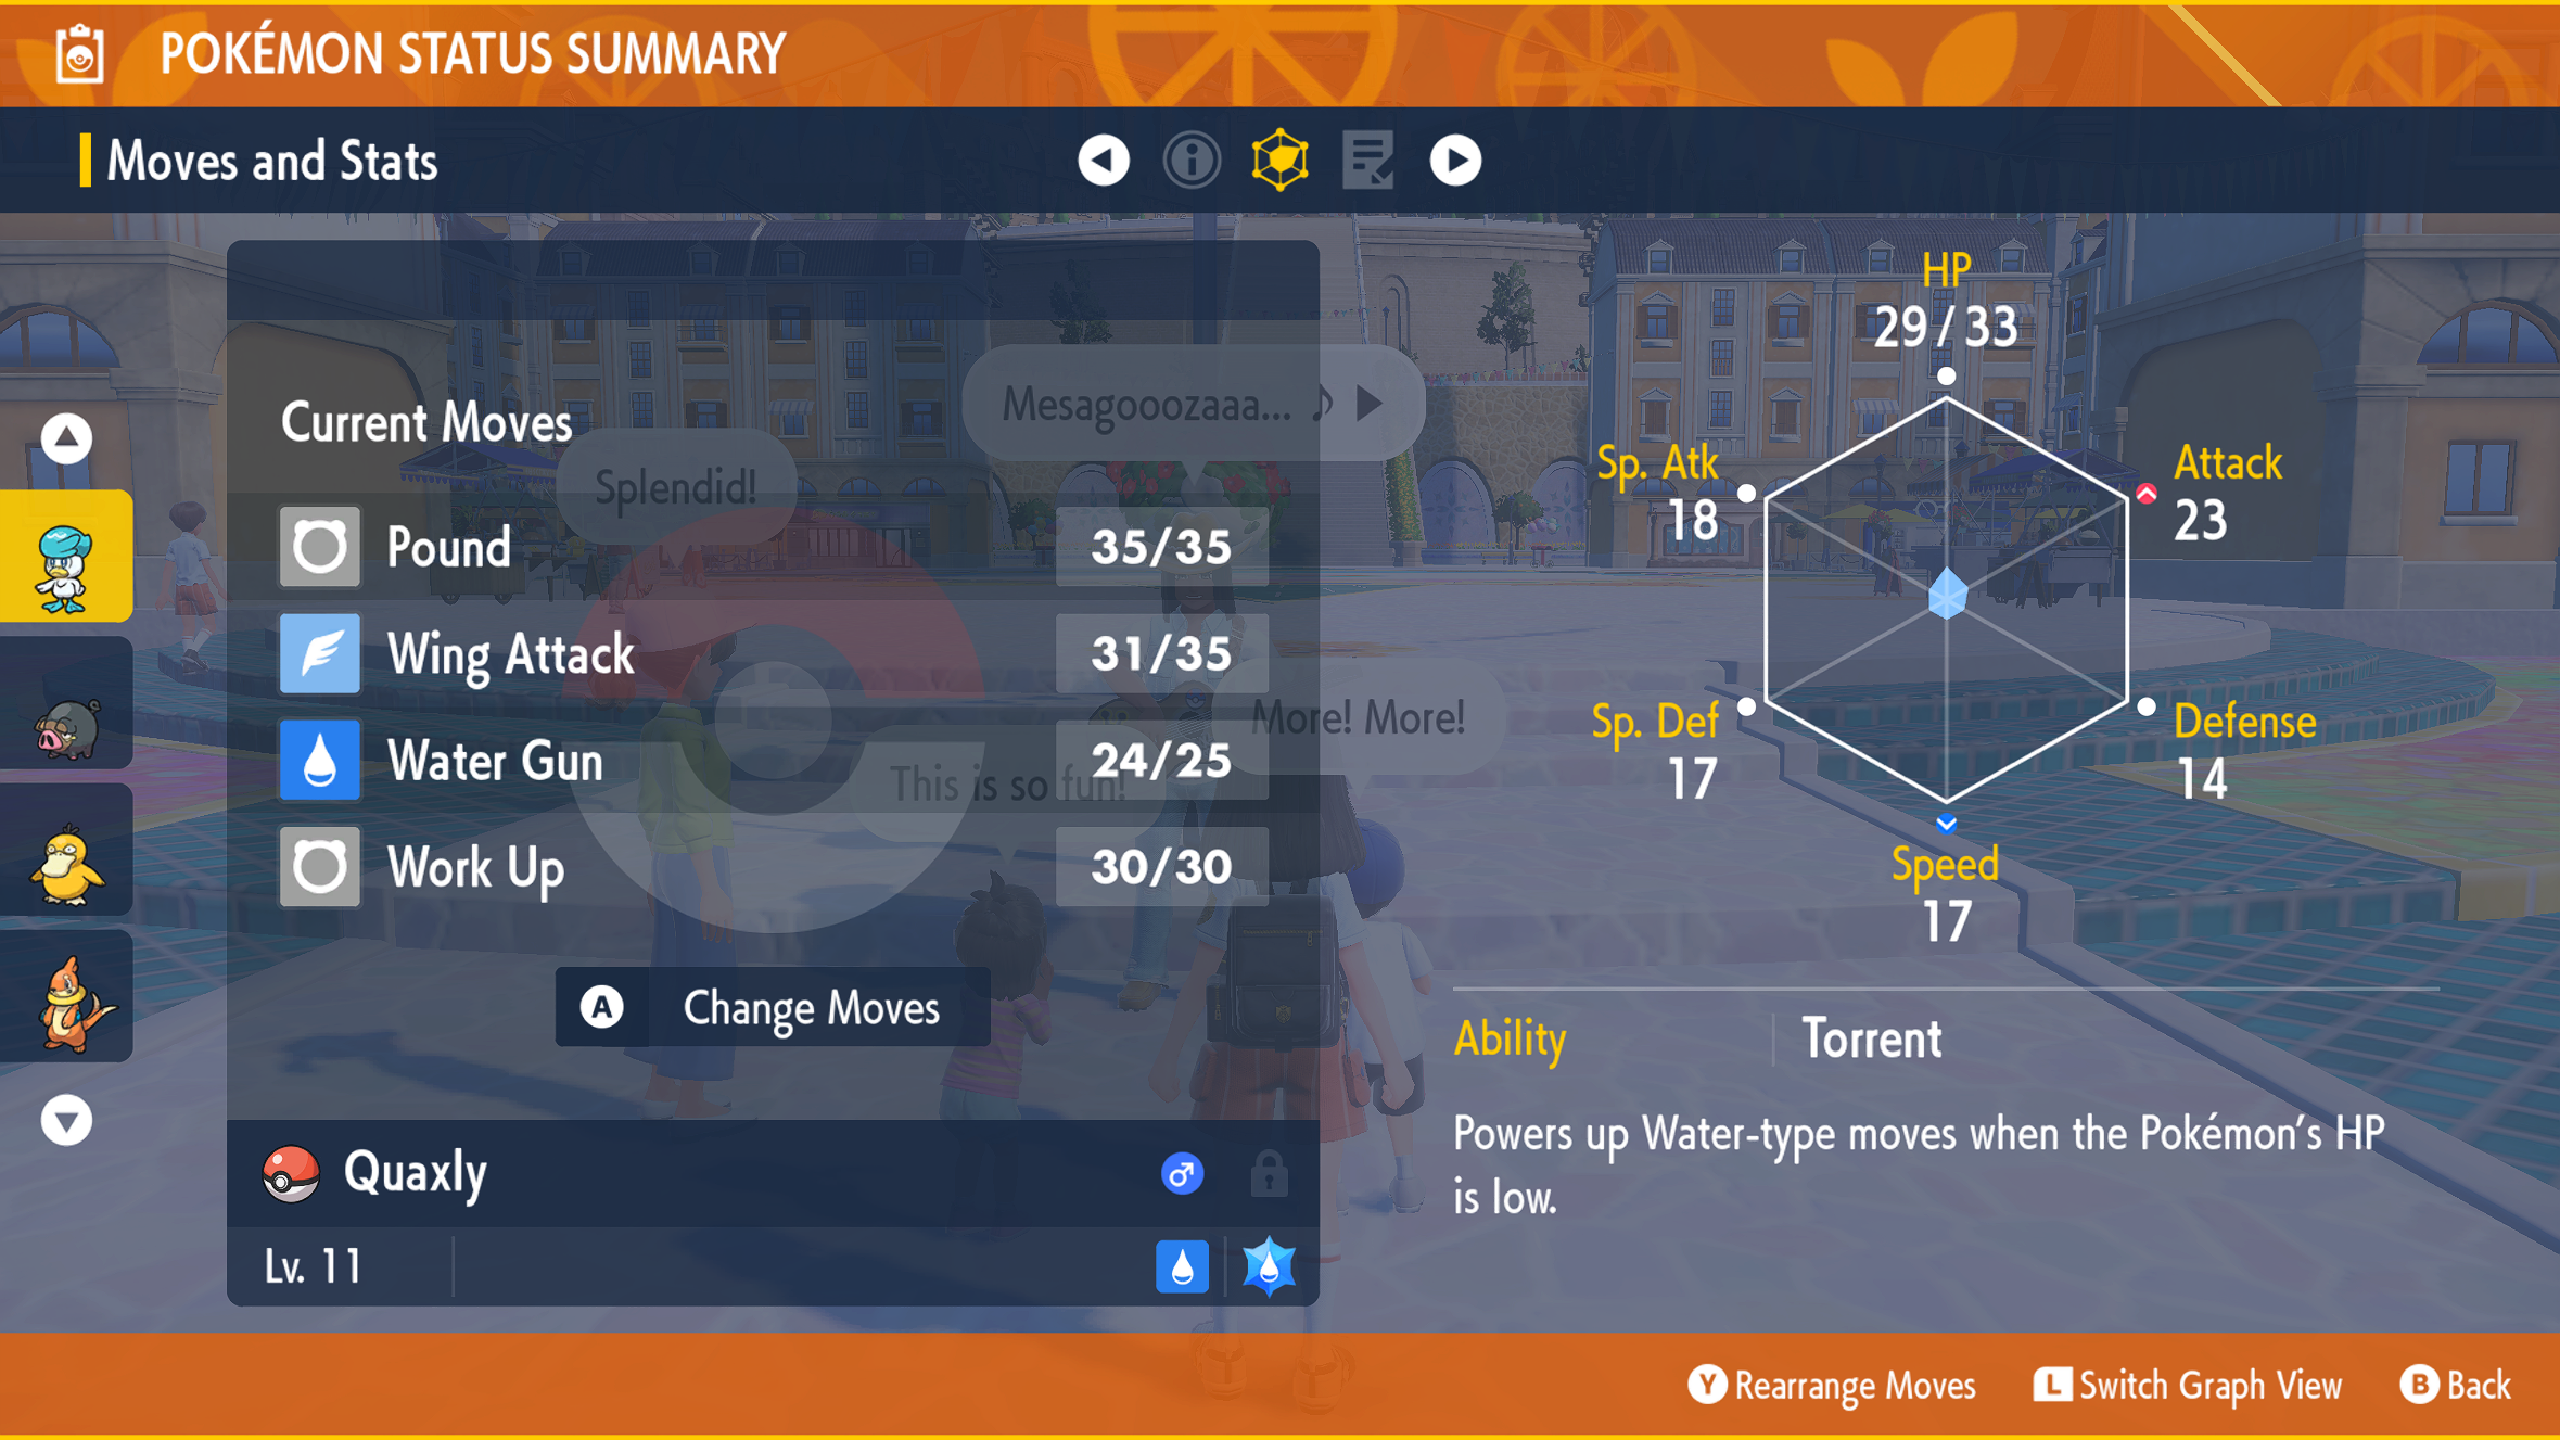 POKÉMON STATUS SUMMARY
Moves and Stats
Current Moves
Pound 35/35
Wing Attack 31/35
Water Gun 24/25
Work Up 30/30
A Change Moves
Quaxly
Lv. 11
Mesagooozaaa... ♪
Splendid!
More! More!
This is so fun!
HP
29/33
Sp. Atk
18
Attack
23
Sp. Def
17
Defense
14
Speed
17
Ability Torrent
Powers up Water-type moves when the Pokémon's HP
is low.
Y Rearrange Moves L Switch Graph View B Back